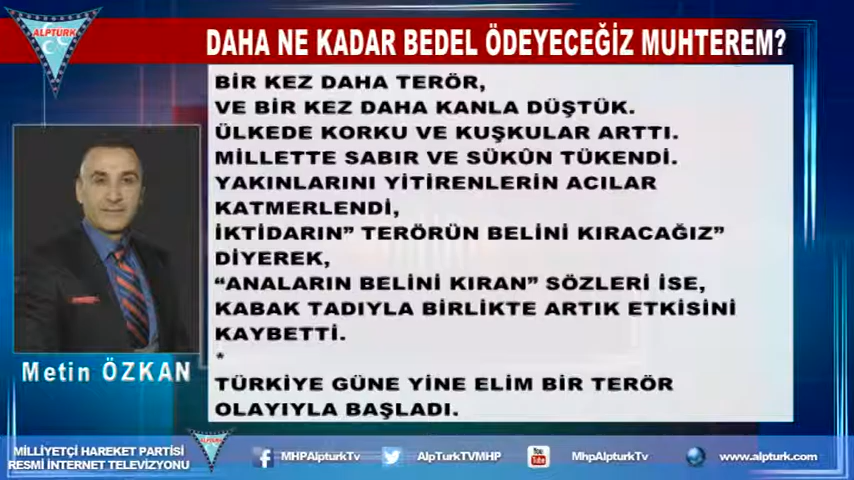 ALPTURK
DAHA NE KADAR BEDEL ÖDEYECEĞİZ MUHTEREM?
BİR KEZ DAHA TERÖR,
VE BİR KEZ DAHA KANLA DÜŞTÜK.
ÜLKEDE KORKU VE KUŞKULAR ARTTI.
MİLLETTE SABIR VE SÜKÛN TÜKENDİ.
YAKINLARINI YİTİRENLERİN ACILAR
KATMERLENDİ,
İKTİDARIN” TERÖRÜN BELİNİ KIRACAĞIZ”
DİYEREK,
“ANALARIN BELİNİ KIRAN” SÖZLERİ İSE,
KABAK TADIYLA BİRLİKTE ARTIK ETKİSİNİ
KAYBETTİ.
*
TÜRKİYE GÜNE YİNE ELİM BİR TERÖR
OLAYIYLA BAŞLADI.
Metin ÖZKAN
MİLLİYETÇİ HAREKET PARTİSİ
RESMİ İNTERNET TELEVİZYONU
ALPTURK
MHPAlpturkTv
AlpTurkTVMHP
You Tube
MhpAlpturkTv
www.alpturk.com